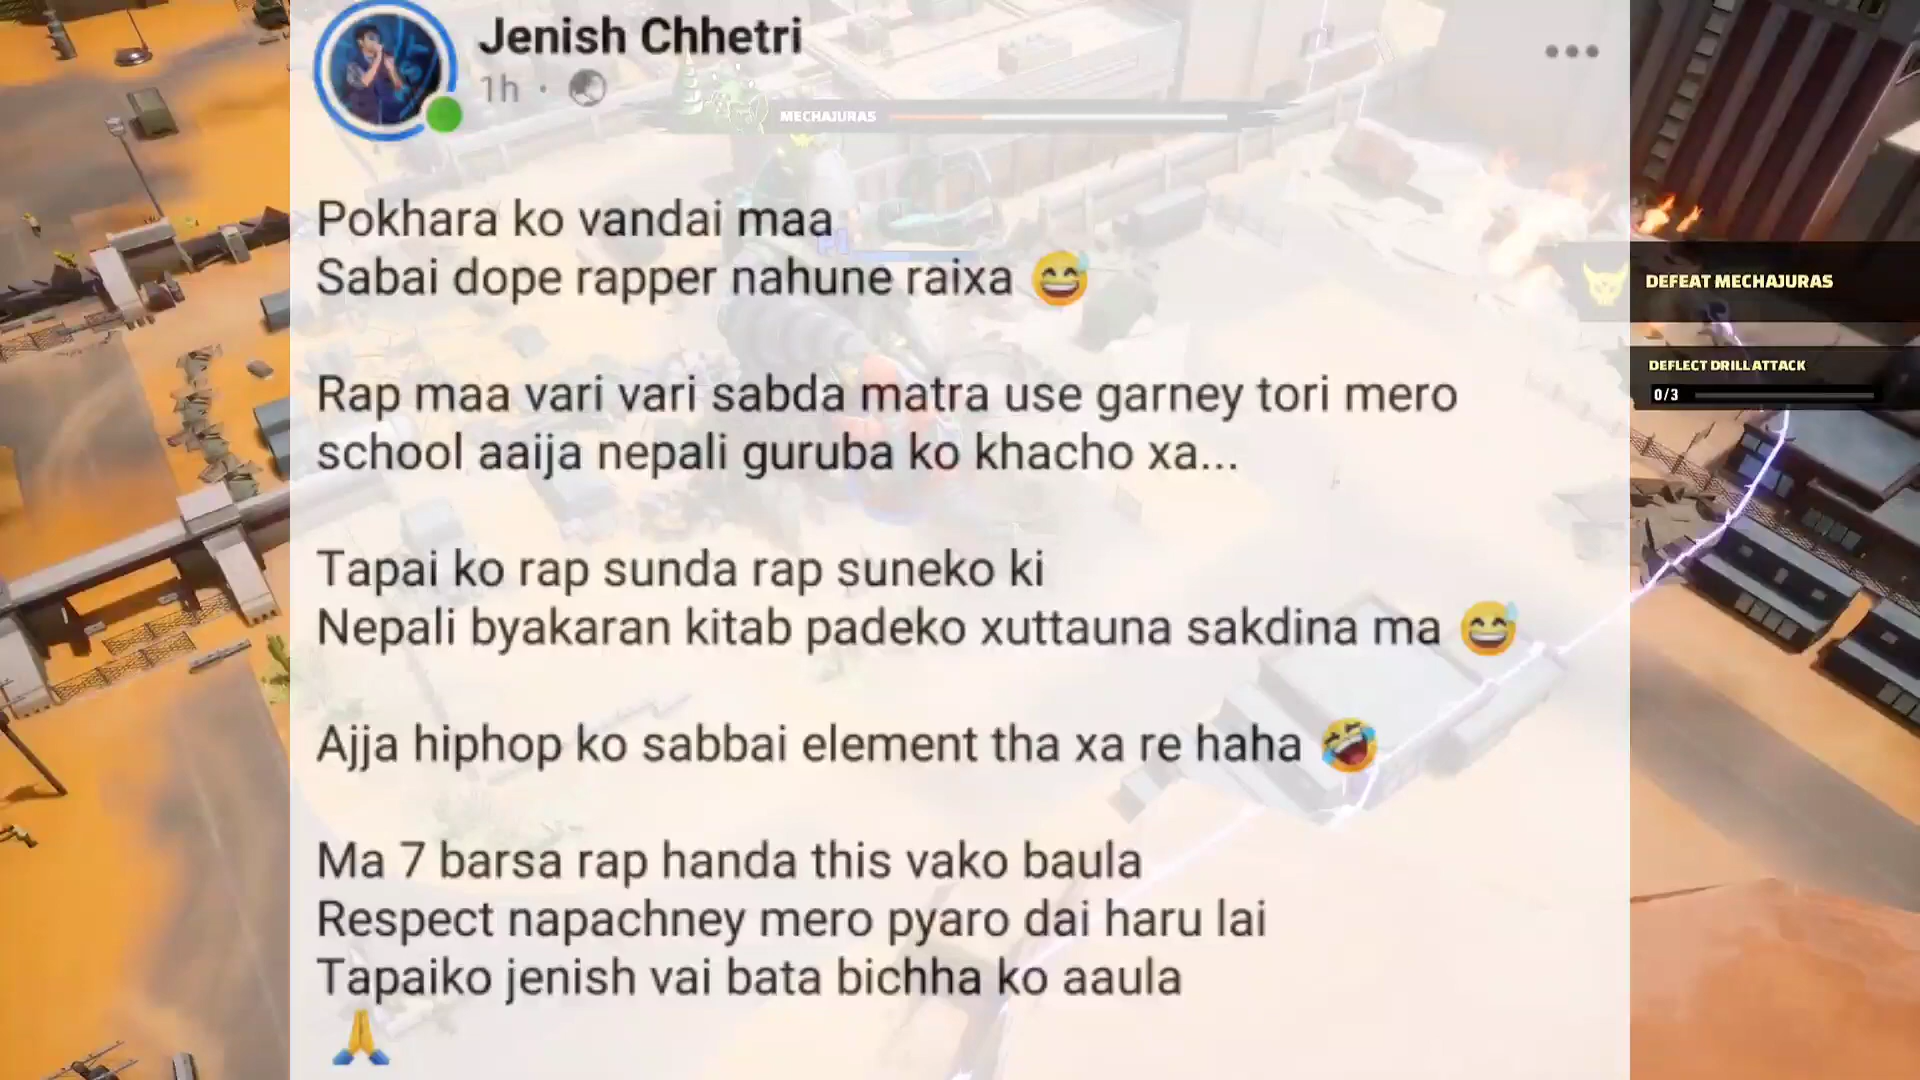 Jenish Chhetri
1h ·
MECHAJURAS
Pokhara ko vandai maa
Sabai dope rapper nahune raixa 😅
DEFEAT MECHAJURAS
DEFLECT DRILL ATTACK
0/3
Rap maa vari vari sabda matra use garney tori mero
school aaija nepali guruba ko khacho xa...
Tapai ko rap sunda rap suneko ki
Nepali byakaran kitab padeko xuttauna sakdina ma 😅
Ajja hiphop ko sabbai element tha xa re haha 🤣
Ma 7 barsa rap handa this vako baula
Respect napachney mero pyaro dai haru lai
Tapaiko jenish vai bata bichha ko aaula
🙏